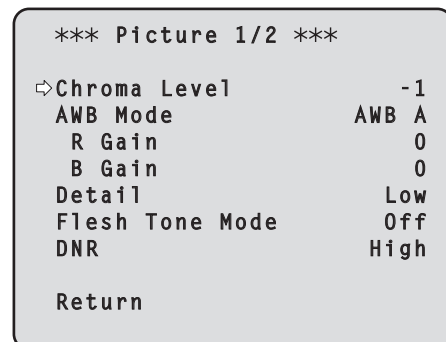 *** Picture 1/2 ***
⇨Chroma Level -1
AWB Mode AWB A
R Gain 0
B Gain 0
Detail Low
Flesh Tone Mode Off
DNR High
Return